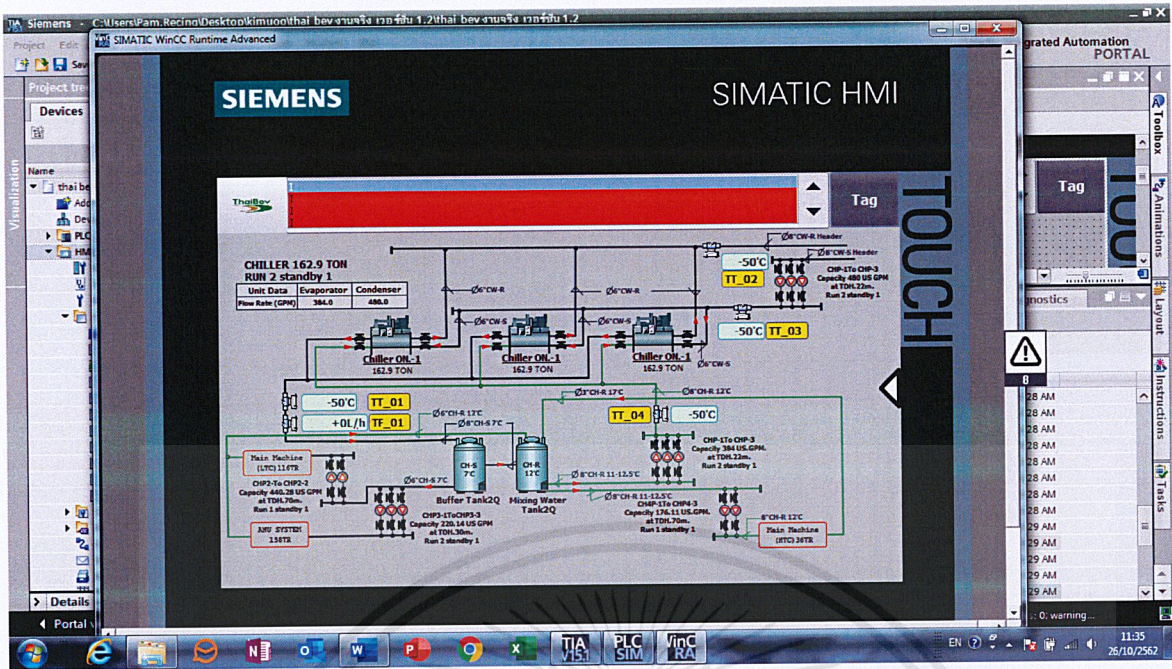 Siemens - C:\Users\Pam.Recing\Desktop\kimuoo\thai bev งานจริง เวอร์ชั่น 1.2\thai bev งานจริง เวอร์ชั่น 1.2
SIMATIC WinCC Runtime Advanced
Project Edit
grated Automation
PORTAL
Sav
Project tre
Devices
SIEMENS
SIMATIC HMI
TOUCH
Visualization
Name
thai be
Add
Dev
PLC
HM
ThaiBev
Tag
Tag
Toolbox
Animations
Layout
Instructions
Tasks
gnostics
Ø8"CW-R Header
Ø8"CW-S Header
CHILLER 162.9 TON
RUN 2 standby 1
Unit Data Evaporator Condenser
Flow Rate (GPM) 384.0 480.0
-50°C
TT_02
CHP-1To CHP-3
Capacity 480 US GPM
at TDH.22m.
Run 2 standby 1
Ø6"CW-R
Ø6"CW-R
Ø6"CW-S
Ø6"CW-S
Ø6"CW-S
-50°C TT_03
Chiller ON.-1
162.9 TON
Chiller ON.-1
162.9 TON
Chiller ON.-1
162.9 TON
-50°C TT_01
+0L/h TF_01
Ø6"CH-R 12°C
Ø8"CH-S 7°C
Ø3"CH-R 17°C
Ø8"CH-R 12°C
TT_04 -50°C
Main Machine
(LTC) 116TR
CHP2-To CHP2-2
Capacity 440.28 US GPM
at TDH.70m.
Run 1 standby 1
AHU SYSTEM
158TR
Ø6"CH-S 7°C
CHP3-1ToCHP3-3
Capacity 220.14 US GPM
at TDH.30m.
Run 2 standby 1
CH-S
7°C
Buffer Tank2Q
CH-R
12°C
Mixing Water
Tank2Q
CHP-1To CHP-3
Capacity 384 US GPM.
at TDH.22m.
Run 2 standby 1
Ø8"CH-R 11-12.5°C
Ø8"CH-R 11-12.5°C
CH4P-1To CHP4-3
Capacity 176.11 US GPM.
at TDH.70m.
Run 1 standby 1
8"CH-R 12°C
Main Machine
(HTC) 36TR
8
28 AM
28 AM
28 AM
28 AM
28 AM
28 AM
28 AM
28 AM
29 AM
29 AM
29 AM
29 AM
29 AM
Details
Portal v
: 0; warning...
TIA
V15.1
PLC
SIM
WinC
RA
EN
11:35
26/10/2562